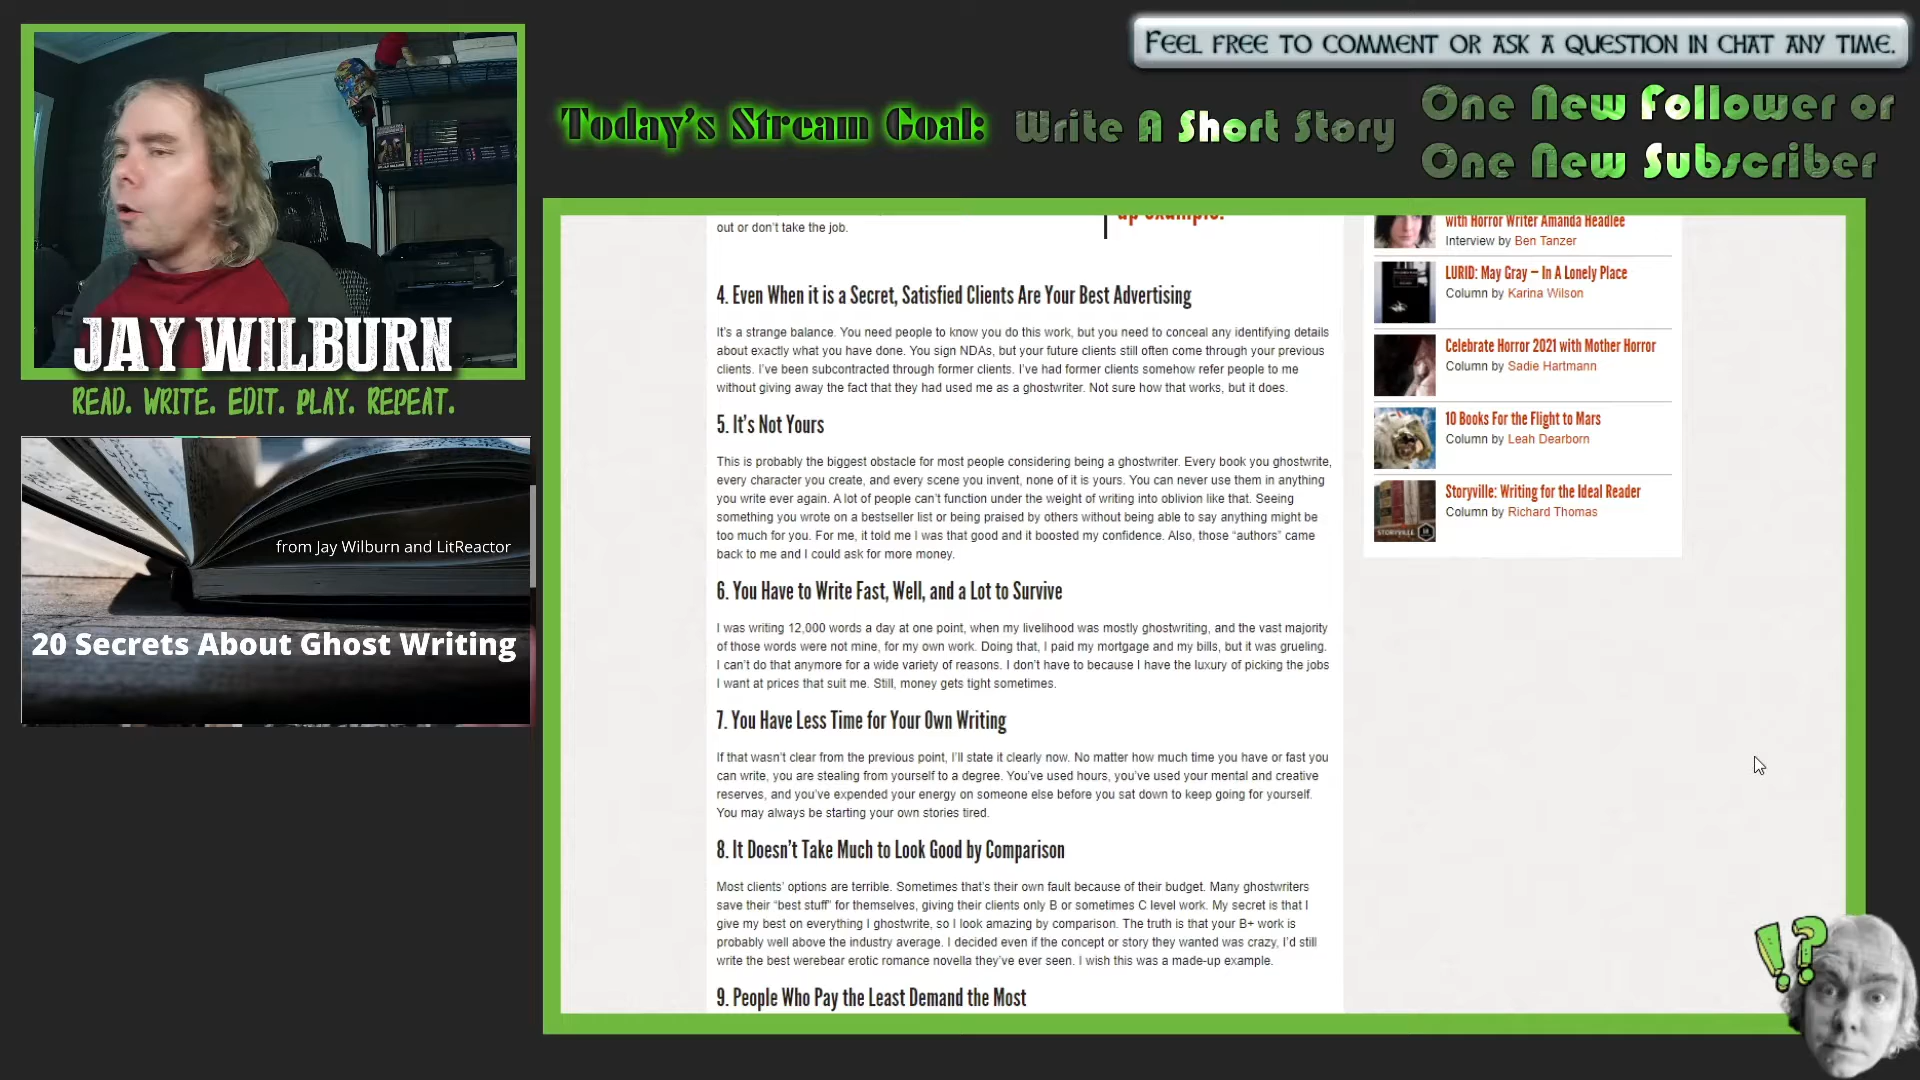 FEEL FREE TO COMMENT OR ASK A QUESTION IN CHAT ANY TIME.
Today's Stream Goal:
Write A Short Story
One New Follower or
One New Subscriber
JAY WILBURN
READ. WRITE. EDIT. PLAY. REPEAT.
from Jay Wilburn and LitReactor
20 Secrets About Ghost Writing
out or don't take the job.
up example.
4. Even When it is a Secret, Satisfied Clients Are Your Best Advertising
It's a strange balance. You need people to know you do this work, but you need to conceal any identifying details
about exactly what you have done. You sign NDAs, but your future clients still often come through your previous
clients. I've been subcontracted through former clients. I've had former clients somehow refer people to me
without giving away the fact that they had used me as a ghostwriter. Not sure how that works, but it does.
5. It's Not Yours
This is probably the biggest obstacle for most people considering being a ghostwriter. Every book you ghostwrite,
every character you create, and every scene you invent, none of it is yours. You can never use them in anything
you write ever again. A lot of people can't function under the weight of writing into oblivion like that. Seeing
something you wrote on a bestseller list or being praised by others without being able to say anything might be
too much for you. For me, it told me I was that good and it boosted my confidence. Also, those "authors" came
back to me and I could ask for more money.
6. You Have to Write Fast, Well, and a Lot to Survive
I was writing 12,000 words a day at one point, when my livelihood was mostly ghostwriting, and the vast majority
of those words were not mine, for my own work. Doing that, I paid my mortgage and my bills, but it was grueling.
I can't do that anymore for a wide variety of reasons. I don't have to because I have the luxury of picking the jobs
I want at prices that suit me. Still, money gets tight sometimes.
7. You Have Less Time for Your Own Writing
If that wasn't clear from the previous point, I'll state it clearly now. No matter how much time you have or fast you
can write, you are stealing from yourself to a degree. You've used hours, you've used your mental and creative
reserves, and you've expended your energy on someone else before you sat down to keep going for yourself.
You may always be starting your own stories tired.
8. It Doesn't Take Much to Look Good by Comparison
Most clients' options are terrible. Sometimes that's their own fault because of their budget. Many ghostwriters
save their "best stuff" for themselves, giving their clients only B or sometimes C level work. My secret is that I
give my best on everything I ghostwrite, so I look amazing by comparison. The truth is that your B+ work is
probably well above the industry average. I decided even if the concept or story they wanted was crazy, I'd still
write the best werebear erotic romance novella they've ever seen. I wish this was a made-up example.
9. People Who Pay the Least Demand the Most
with Horror Writer Amanda Headlee
Interview by Ben Tanzer
LURID: May Gray – In A Lonely Place
Column by Karina Wilson
Celebrate Horror 2021 with Mother Horror
Column by Sadie Hartmann
10 Books For the Flight to Mars
Column by Leah Dearborn
Storyville: Writing for the Ideal Reader
Column by Richard Thomas
STORYVILLE
!?